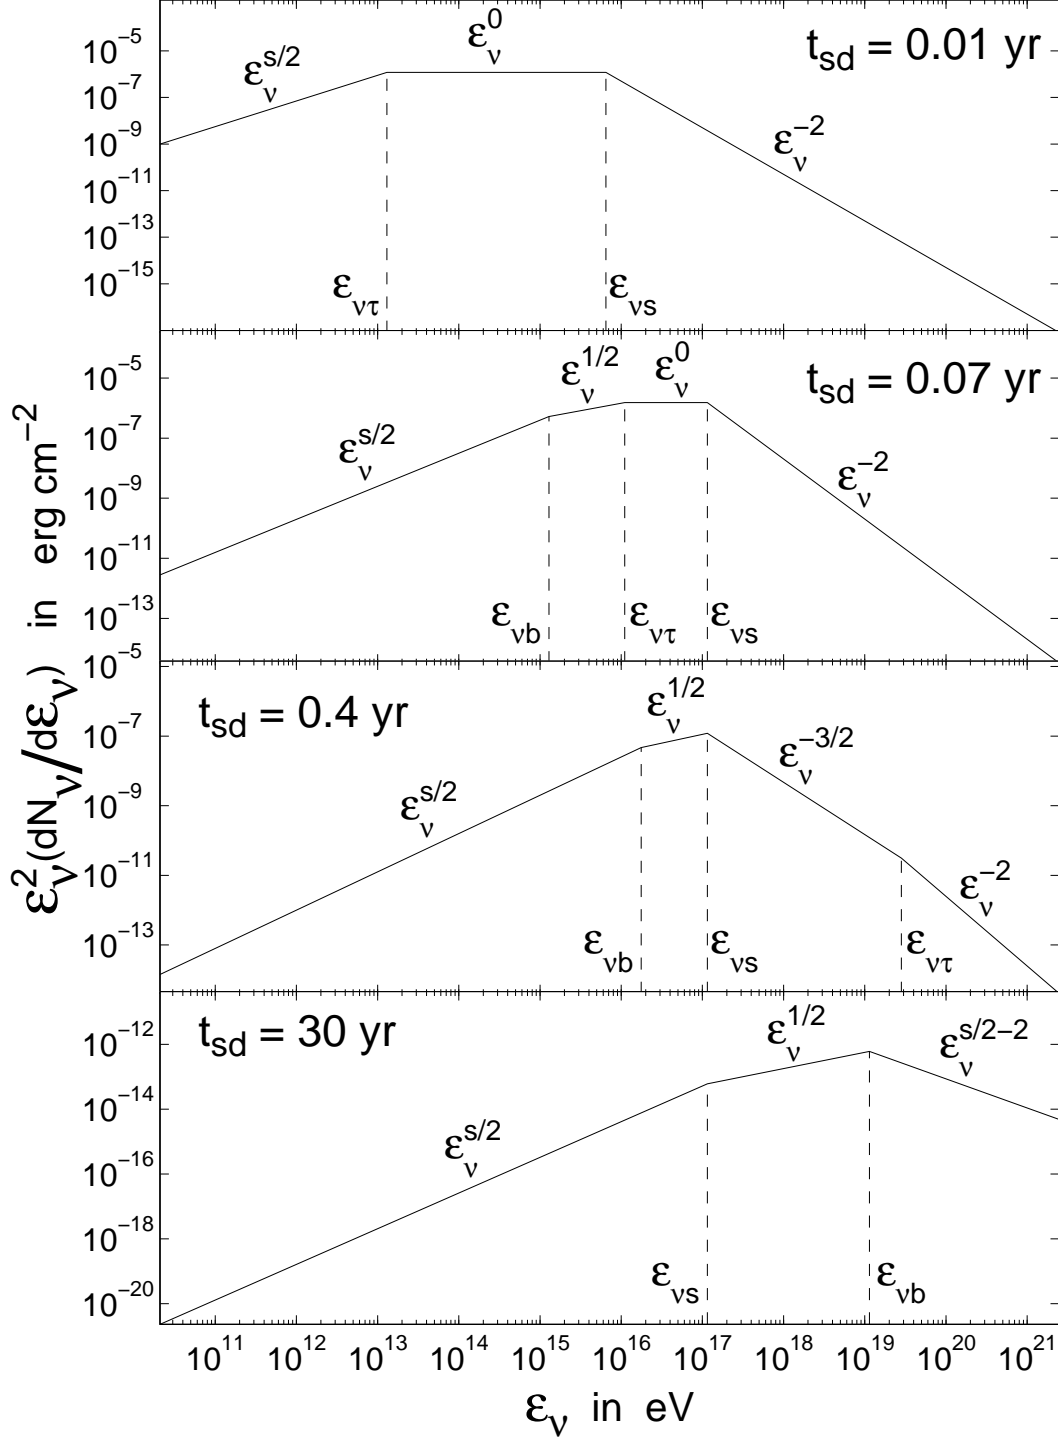 ε_ν^{s/2} ε_ν^0 ε_ν^{−2} t_sd = 0.01 yr
10^{−5}
10^{−7}
10^{−9}
10^{−11}
10^{−13}
10^{−15}
ε_{ντ} ε_{νs}
ε_ν^{s/2} ε_ν^{1/2} ε_ν^0 ε_ν^{−2} t_sd = 0.07 yr
10^{−5}
10^{−7}
10^{−9}
10^{−11}
10^{−13}
ε_{νb} ε_{ντ} ε_{νs}
10^{−5}
t_sd = 0.4 yr ε_ν^{s/2} ε_ν^{1/2} ε_ν^{−3/2} ε_ν^{−2}
10^{−7}
10^{−9}
10^{−11}
10^{−13}
ε_{νb} ε_{νs} ε_{ντ}
t_sd = 30 yr ε_ν^{s/2} ε_ν^{1/2} ε_ν^{s/2−2}
10^{−12}
10^{−14}
10^{−16}
10^{−18}
10^{−20}
ε_{νs} ε_{νb}
10^{11} 10^{12} 10^{13} 10^{14} 10^{15} 10^{16} 10^{17} 10^{18} 10^{19} 10^{20} 10^{21}
ε_ν in eV
ε_ν^2(dN_ν/dε_ν) in erg cm^{−2}